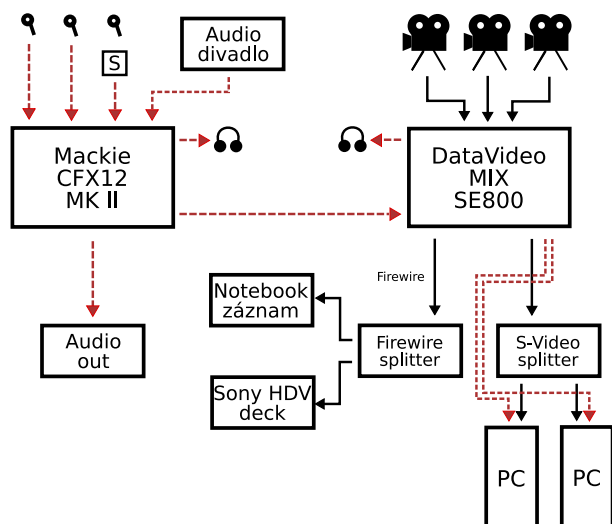 S
Audio
divadlo
Mackie
CFX12
MK II
DataVideo
MIX
SE800
Firewire
Notebook
záznam
Audio
out
Firewire
splitter
S-Video
splitter
Sony HDV
deck
PC
PC